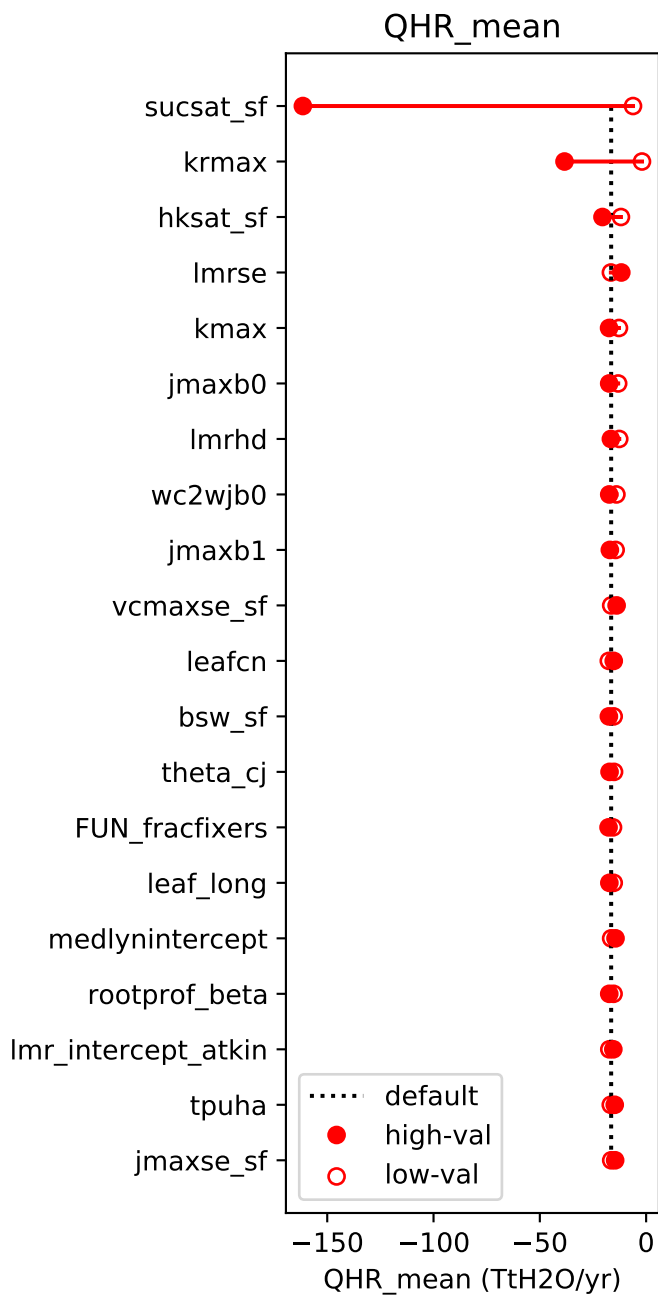 QHR_mean
sucsat_sf
krmax
hksat_sf
lmrse
kmax
jmaxb0
lmrhd
wc2wjb0
jmaxb1
vcmaxse_sf
leafcn
bsw_sf
theta_cj
FUN_fracfixers
leaf_long
medlynintercept
rootprof_beta
lmr_intercept_atkin
tpuha
jmaxse_sf
default
high-val
low-val
−150 −100 −50 0
QHR_mean (TtH2O/yr)